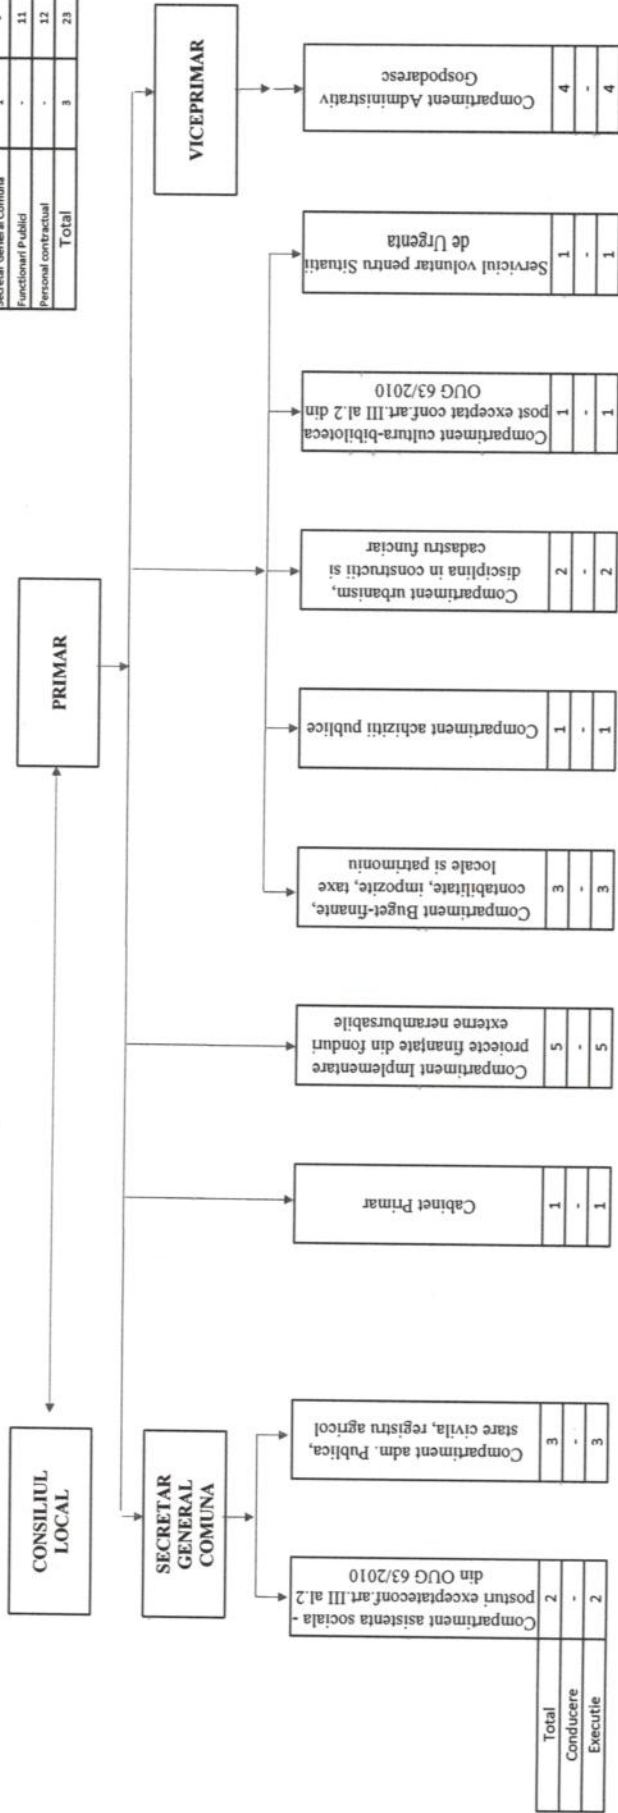 Secretar General Comuna
Functionari Publici - 11
Personal contractual - 12
Total 3 23
CONSILIUL
LOCAL
PRIMAR
SECRETAR
GENERAL
COMUNA
VICEPRIMAR
Compartiment asistenta sociala -
posturi exceptateconf.art.III al.2
din OUG 63/2010
Total 2
Conducere -
Executie 2
Compartiment adm. Publica,
stare civila, registru agricol
3
-
3
Cabinet Primar
1
-
1
Compartiment Implementare
proiecte finanțate din fonduri
externe nerambursabile
5
-
5
Compartiment Buget-finante,
contabilitate, impozite, taxe
locale si patrimoniu
3
-
3
Compartiment achizitii publice
1
-
1
Compartiment urbanism,
disciplina in constructii si
cadastru funciar
2
-
2
Compartiment cultura-biblioteca
post exceptat conf.art.III al.2 din
OUG 63/2010
1
-
1
Serviciul voluntar pentru Situatii
de Urgenta
1
-
1
Compartiment Administrativ
Gospodaresc
4
-
4